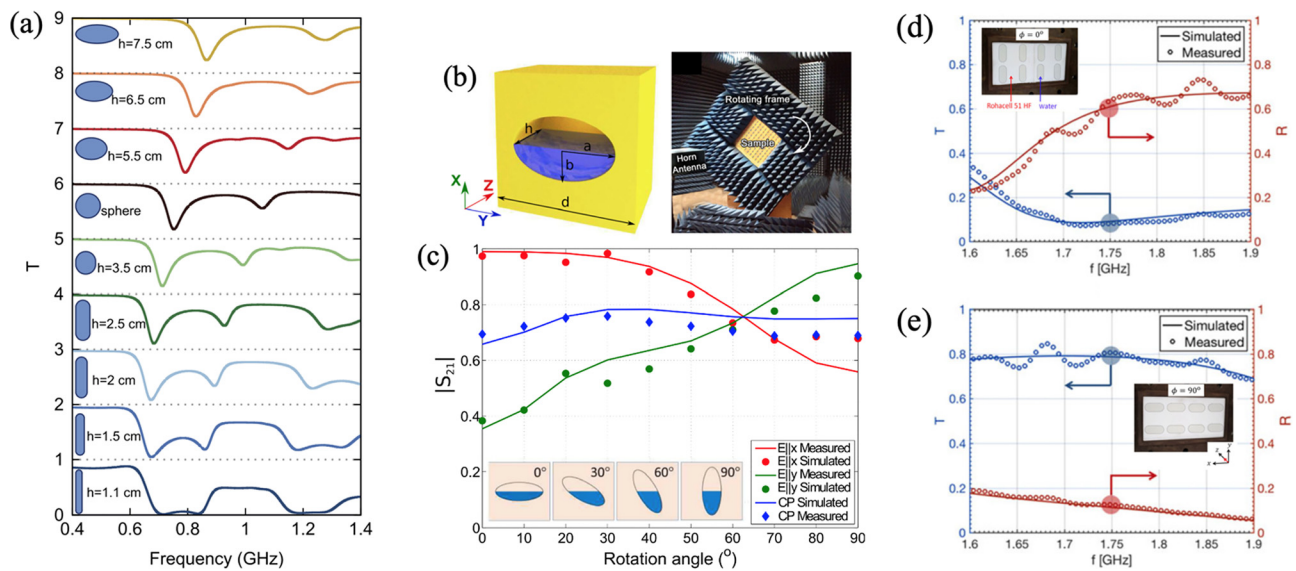 (a)
9
h=7.5 cm
8
h=6.5 cm
7
h=5.5 cm
6
sphere
5
h=3.5 cm
4
h=2.5 cm
3
h=2 cm
2
h=1.5 cm
1
h=1.1 cm
0
T
0.4 0.6 0.8 1 1.2 1.4
Frequency (GHz)
(b)
h
a
b
d
X
Z
Y
Rotating frame
Sample
Horn
Antenna
(c)
1
0.8
0.6
0.4
0.2
0
|S21|
E||x Measured
E||x Simulated
E||y Measured
E||y Simulated
CP Simulated
CP Measured
0° 30° 60° 90°
0 10 20 30 40 50 60 70 80 90
Rotation angle (°)
(d)
1
0.8
0.6
0.4
0.2
0
T
ϕ = 0°
Rohacell 51 HF
water
Simulated
Measured
1
0.8
0.6
0.4
0.2
0
R
1.6 1.65 1.7 1.75 1.8 1.85 1.9
f [GHz]
(e)
1
0.8
0.6
0.4
0.2
0
T
Simulated
Measured
ϕ = 90°
z
y
x
1
0.8
0.6
0.4
0.2
0
R
1.6 1.65 1.7 1.75 1.8 1.85 1.9
f [GHz]